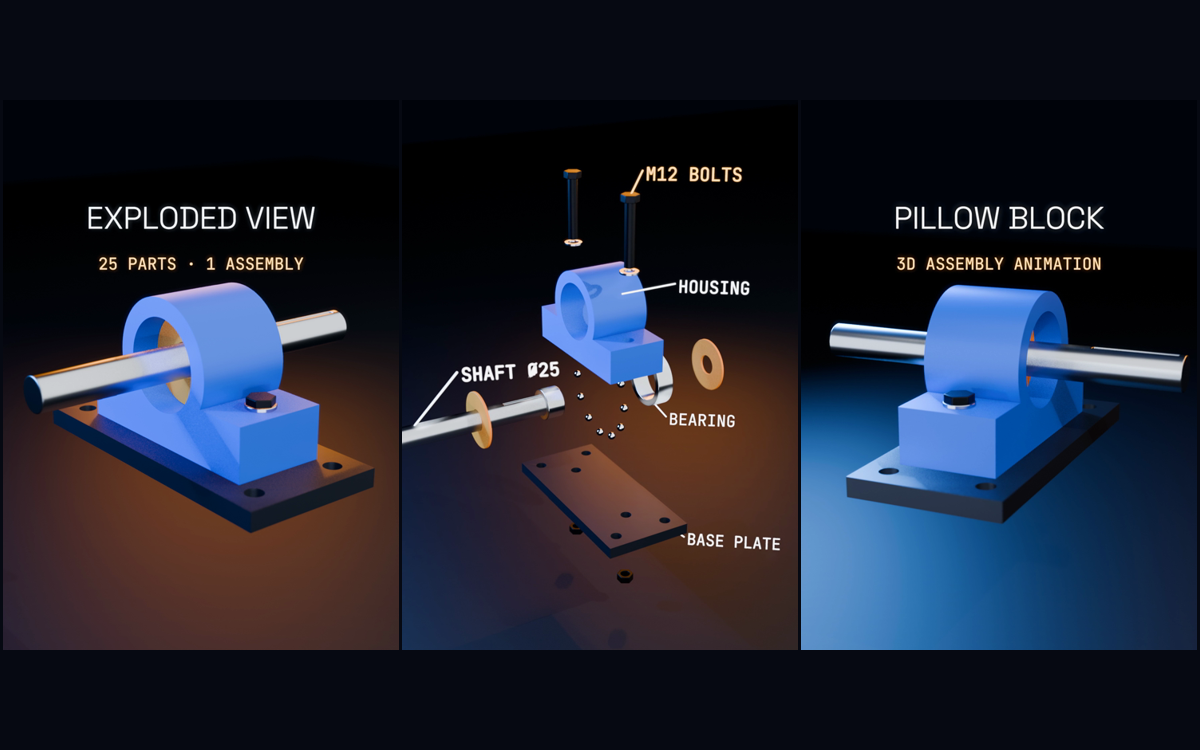 EXPLODED VIEW
25 PARTS · 1 ASSEMBLY
M12 BOLTS
HOUSING
SHAFT Ø25
BEARING
BASE PLATE
PILLOW BLOCK
3D ASSEMBLY ANIMATION